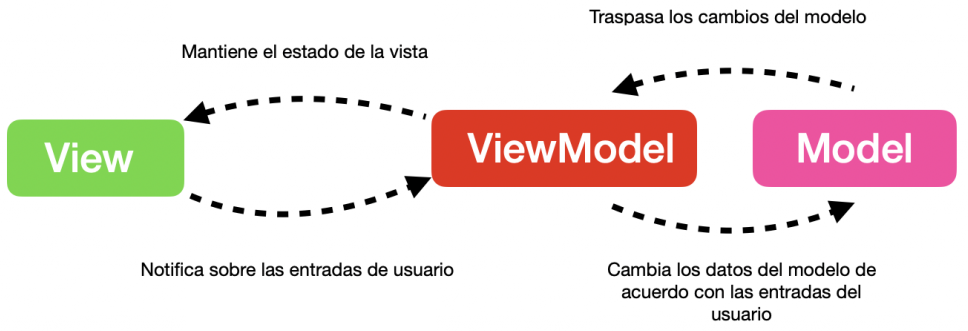 Traspasa los cambios del modelo
Mantiene el estado de la vista
View
ViewModel
Model
Notifica sobre las entradas de usuario
Cambia los datos del modelo de
acuerdo con las entradas del
usuario